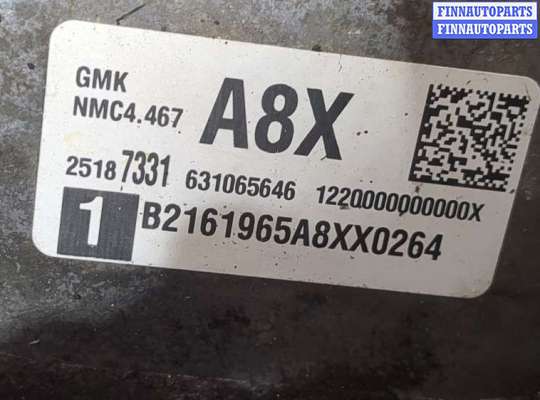 FINNAUTOPARTS
FINNAUTOPARTS
GMK
NMC4.467
A8X
25187331 631065646 1220000000000X
1 B2161965A8XX0264